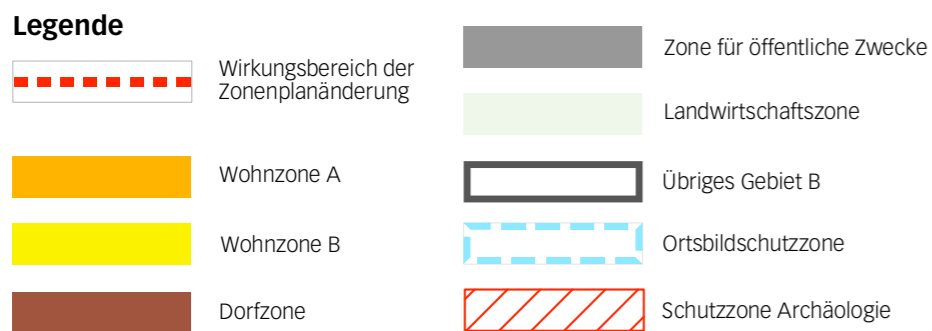 Legende
Wirkungsbereich der
Zonenplanänderung
Wohnzone A
Wohnzone B
Dorfzone
Zone für öffentliche Zwecke
Landwirtschaftszone
Übriges Gebiet B
Ortsbildschutzzone
Schutzzone Archäologie